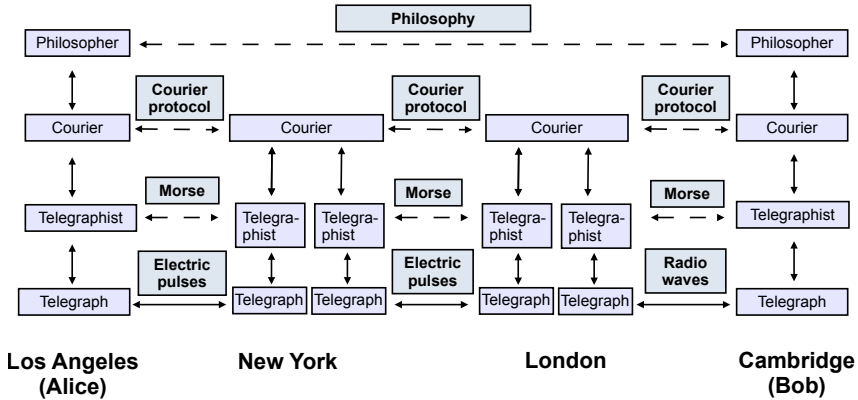 Philosophy
Philosopher
Philosopher
Courier
protocol
Courier
protocol
Courier
protocol
Courier
Courier
Courier
Courier
Morse
Morse
Morse
Telegraphist
Telegra-
phist
Telegra-
phist
Telegra-
phist
Telegra-
phist
Telegraphist
Electric
pulses
Electric
pulses
Radio
waves
Telegraph
Telegraph
Telegraph
Telegraph
Telegraph
Telegraph
Los Angeles
(Alice)
New York
London
Cambridge
(Bob)